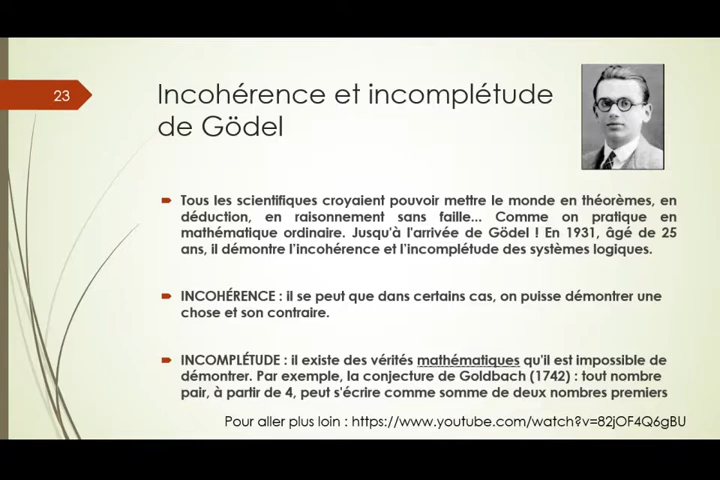 23
Incohérence et incomplétude
de Gödel
Tous les scientifiques croyaient pouvoir mettre le monde en théorèmes, en
déduction, en raisonnement sans faille... Comme on pratique en
mathématique ordinaire. Jusqu'à l'arrivée de Gödel ! En 1931, âgé de 25
ans, il démontre l'incohérence et l'incomplétude des systèmes logiques.
INCOHÉRENCE : il se peut que dans certains cas, on puisse démontrer une
chose et son contraire.
INCOMPLÉTUDE : il existe des vérités mathématiques qu'il est impossible de
démontrer. Par exemple, la conjecture de Goldbach (1742) : tout nombre
pair, à partir de 4, peut s'écrire comme somme de deux nombres premiers
Pour aller plus loin : https://www.youtube.com/watch?v=82jOF4Q6gBU